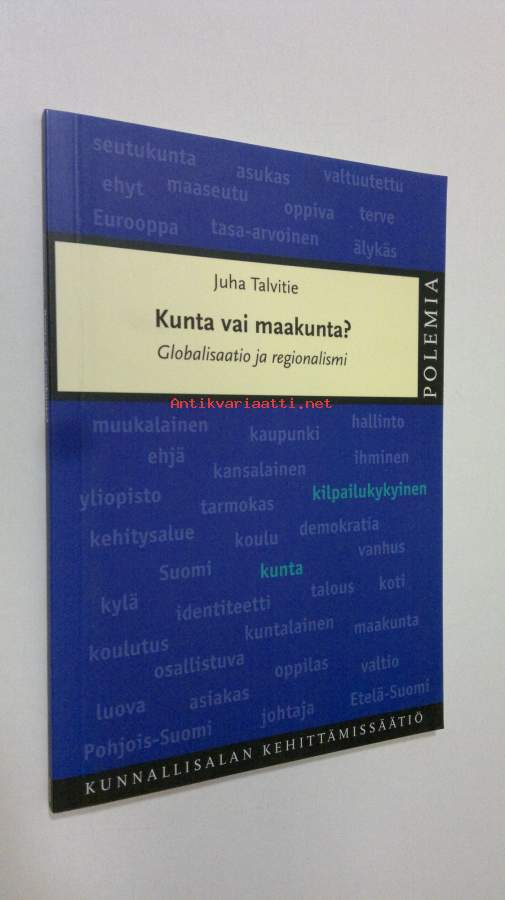 seutukunta asukas valtuutettu
ehyt maaseutu oppiva terve
Eurooppa tasa-arvoinen älykäs
Juha Talvitie
Kunta vai maakunta?
Globalisaatio ja regionalismi
POLEMIA
Antikvariaatti.net
muukalainen kaupunki hallinto
ehjä kansalainen ihminen
yliopisto tarmokas kilpailukykyinen
kehitysalue koulu demokratia
vanhus
Suomi kunta
kylä identiteetti talous koti
koulutus kuntalainen maakunta
osallistuva oppilas valtio
luova asiakas johtaja Etelä-Suomi
Pohjois-Suomi
KUNNALLISALAN KEHITTÄMISSÄÄTIÖ